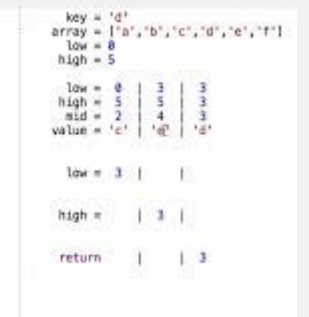 key = 'd'
array = ['a','b','c','d','e','f']
low = 0
high = 5
low = 0 | 3 | 3
high = 5 | 5 | 3
mid = 2 | 4 | 3
value = 'c' | 'e' | 'd'
low = 3 | |
high = | 3 |
return | | 3